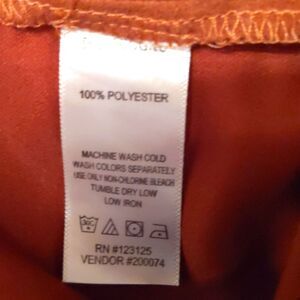 100% POLYESTER
MACHINE WASH COLD
WASH COLORS SEPARATELY
USE ONLY NON-CHLORINE BLEACH
TUMBLE DRY LOW
LOW IRON
RN #123125
VENDOR #200074